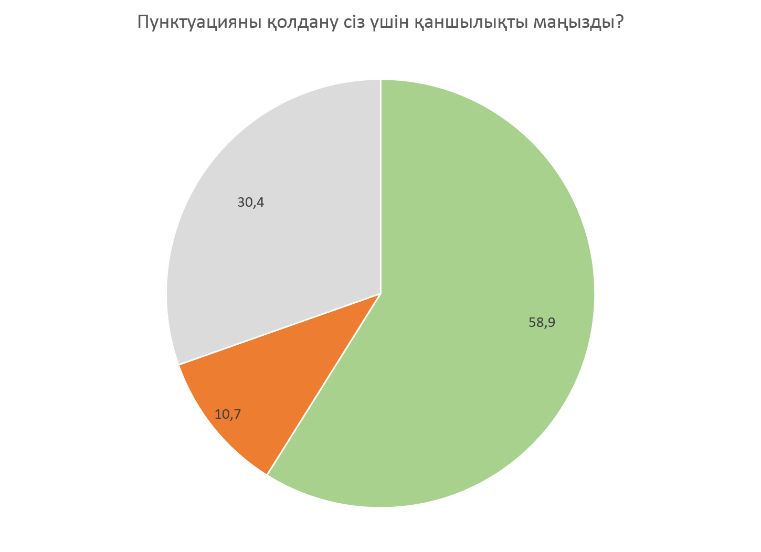 Пунктуацияны қолдану сіз үшін қаншылықты маңызды?
30,4
58,9
10,7